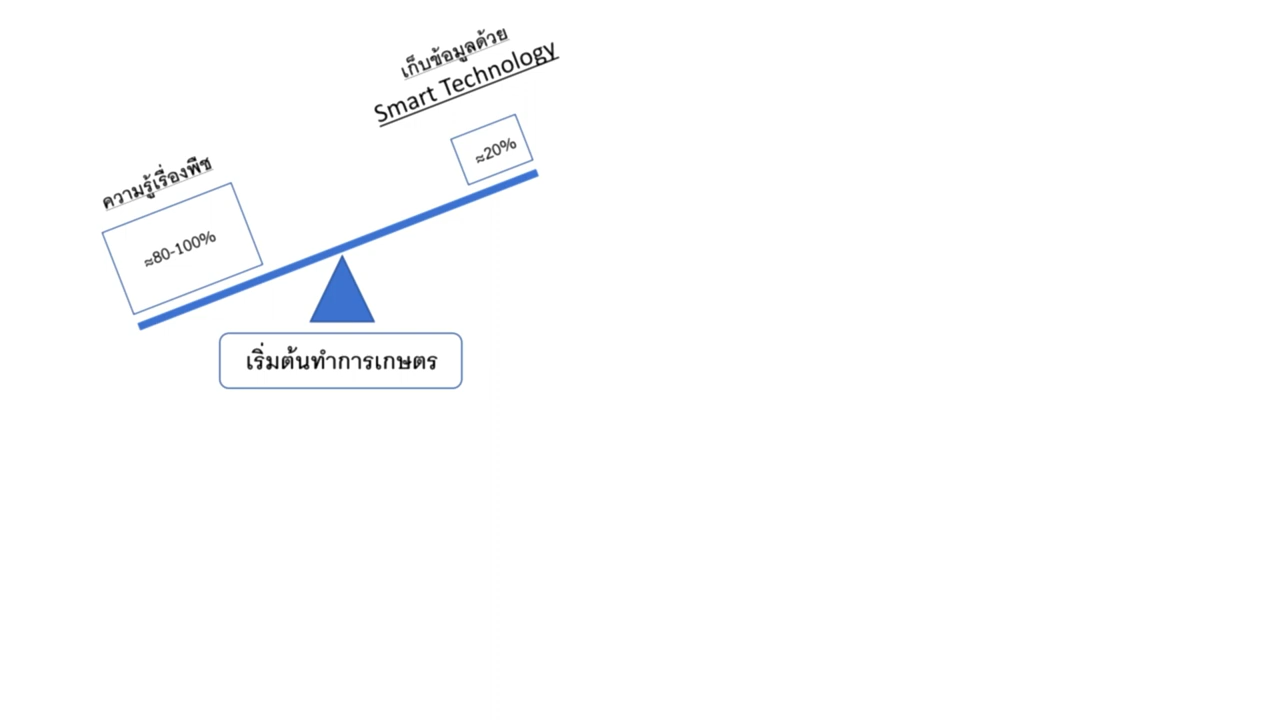 เก็บข้อมูลด้วย
Smart Technology
≈20%
ความรู้เรื่องพืช
≈80-100%
เริ่มต้นทำการเกษตร